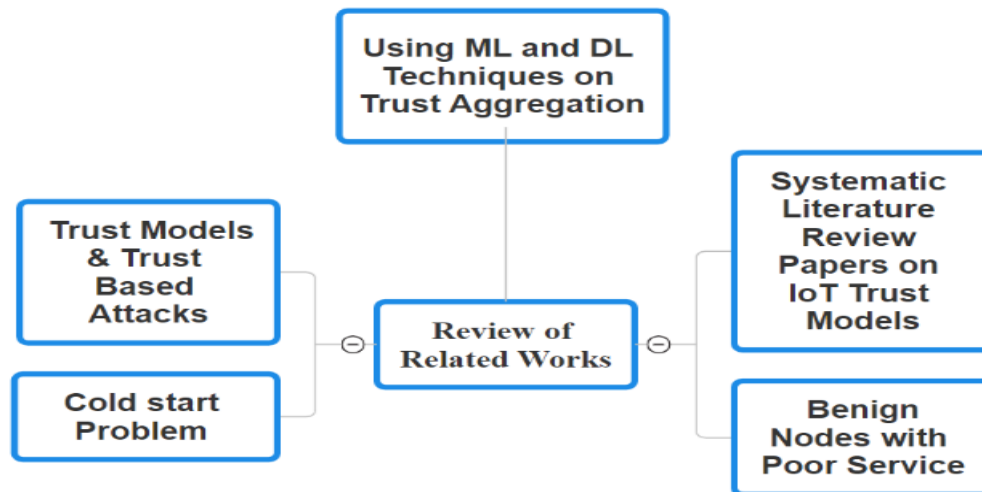 Using ML and DL
Techniques on
Trust Aggregation
Trust Models
& Trust
Based
Attacks
Systematic
Literature
Review
Papers on
IoT Trust
Models
Review of
Related Works
Cold start
Problem
Benign
Nodes with
Poor Service